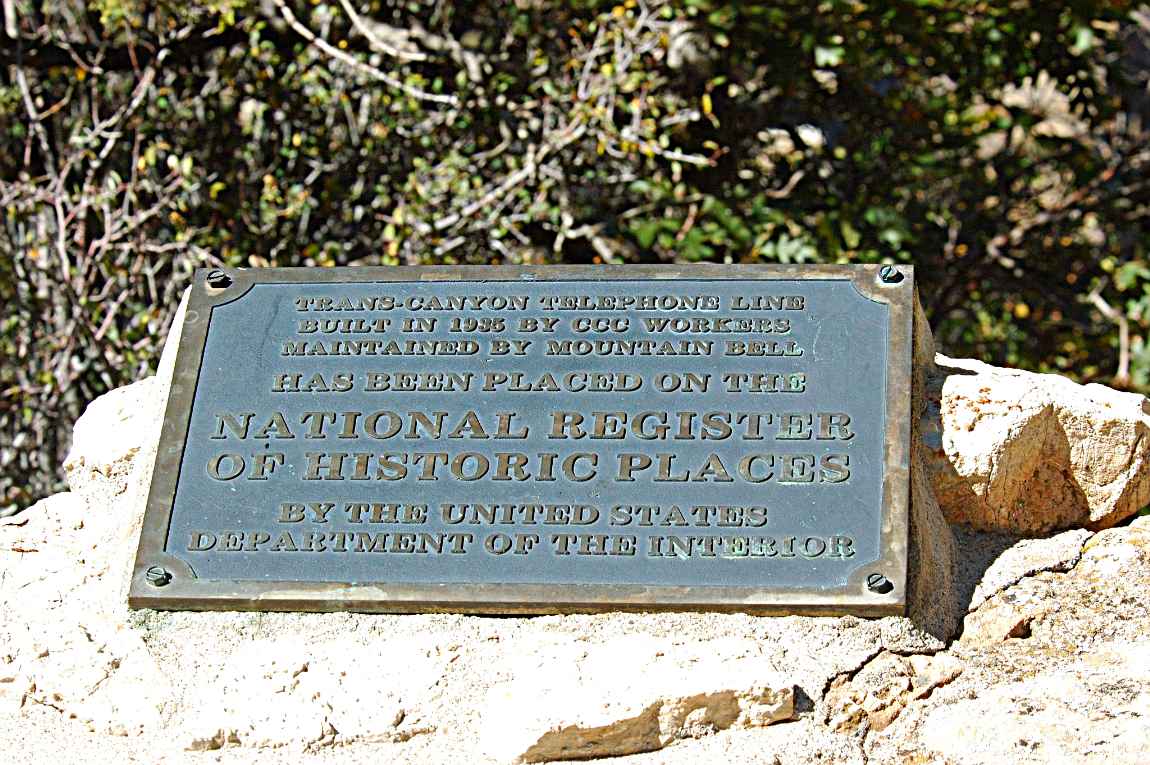 TRANS-CANYON TELEPHONE LINE
BUILT IN 1935 BY CCC WORKERS
MAINTAINED BY MOUNTAIN BELL
HAS BEEN PLACED ON THE
NATIONAL REGISTER
OF HISTORIC PLACES
BY THE UNITED STATES
DEPARTMENT OF THE INTERIOR